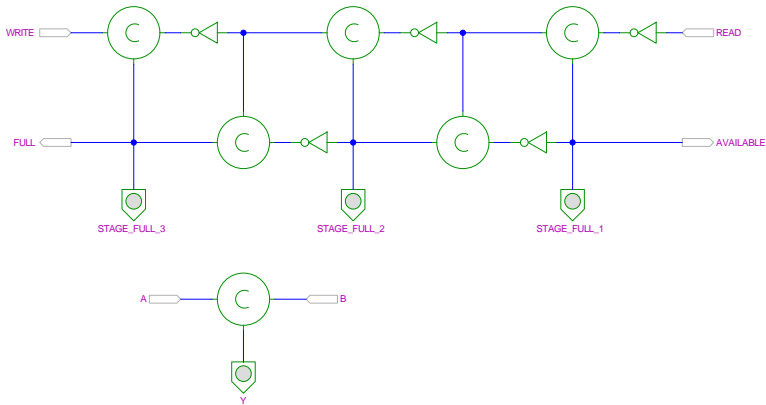 WRITE C C C READ
FULL C C AVAILABLE
STAGE_FULL_3 STAGE_FULL_2 STAGE_FULL_1
A C B
Y